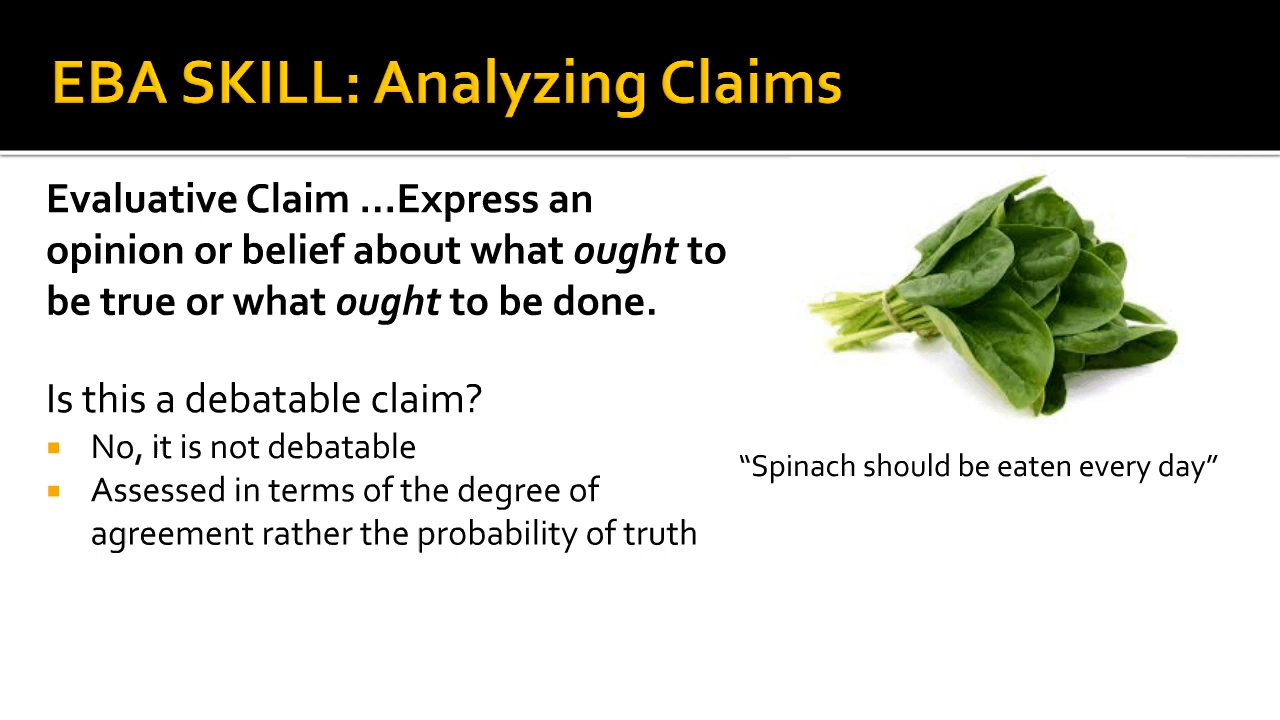 EBA SKILL: Analyzing Claims
Evaluative Claim …Express an
opinion or belief about what ought to
be true or what ought to be done.
Is this a debatable claim?
No, it is not debatable
Assessed in terms of the degree of
agreement rather the probability of truth
“Spinach should be eaten every day”